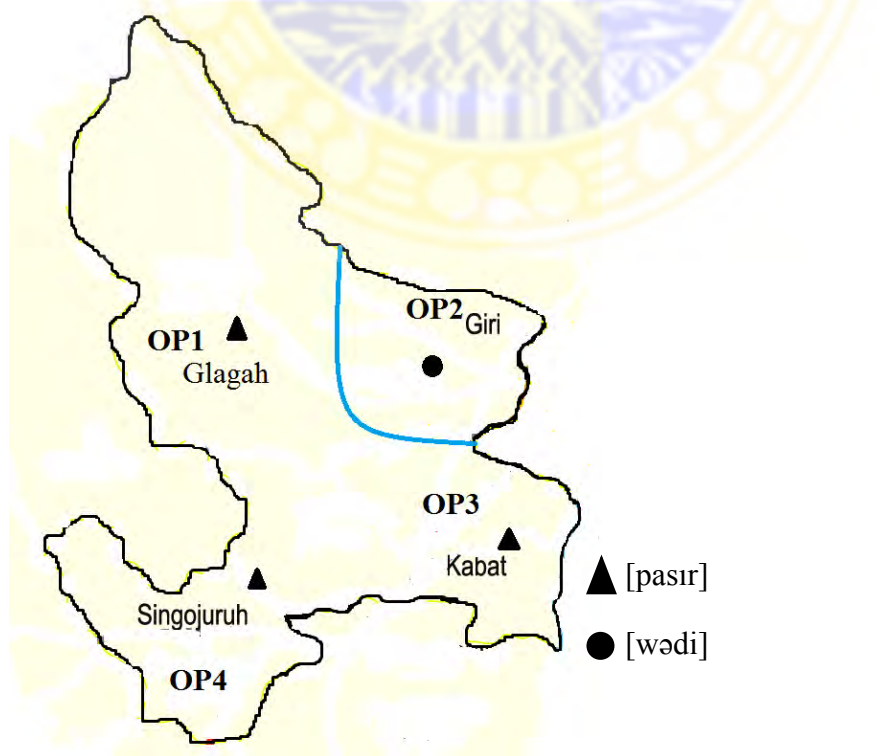 OP2
Giri
OP1
Glagah
OP3
Kabat
[pasır]
Singojuruh
[wədi]
OP4